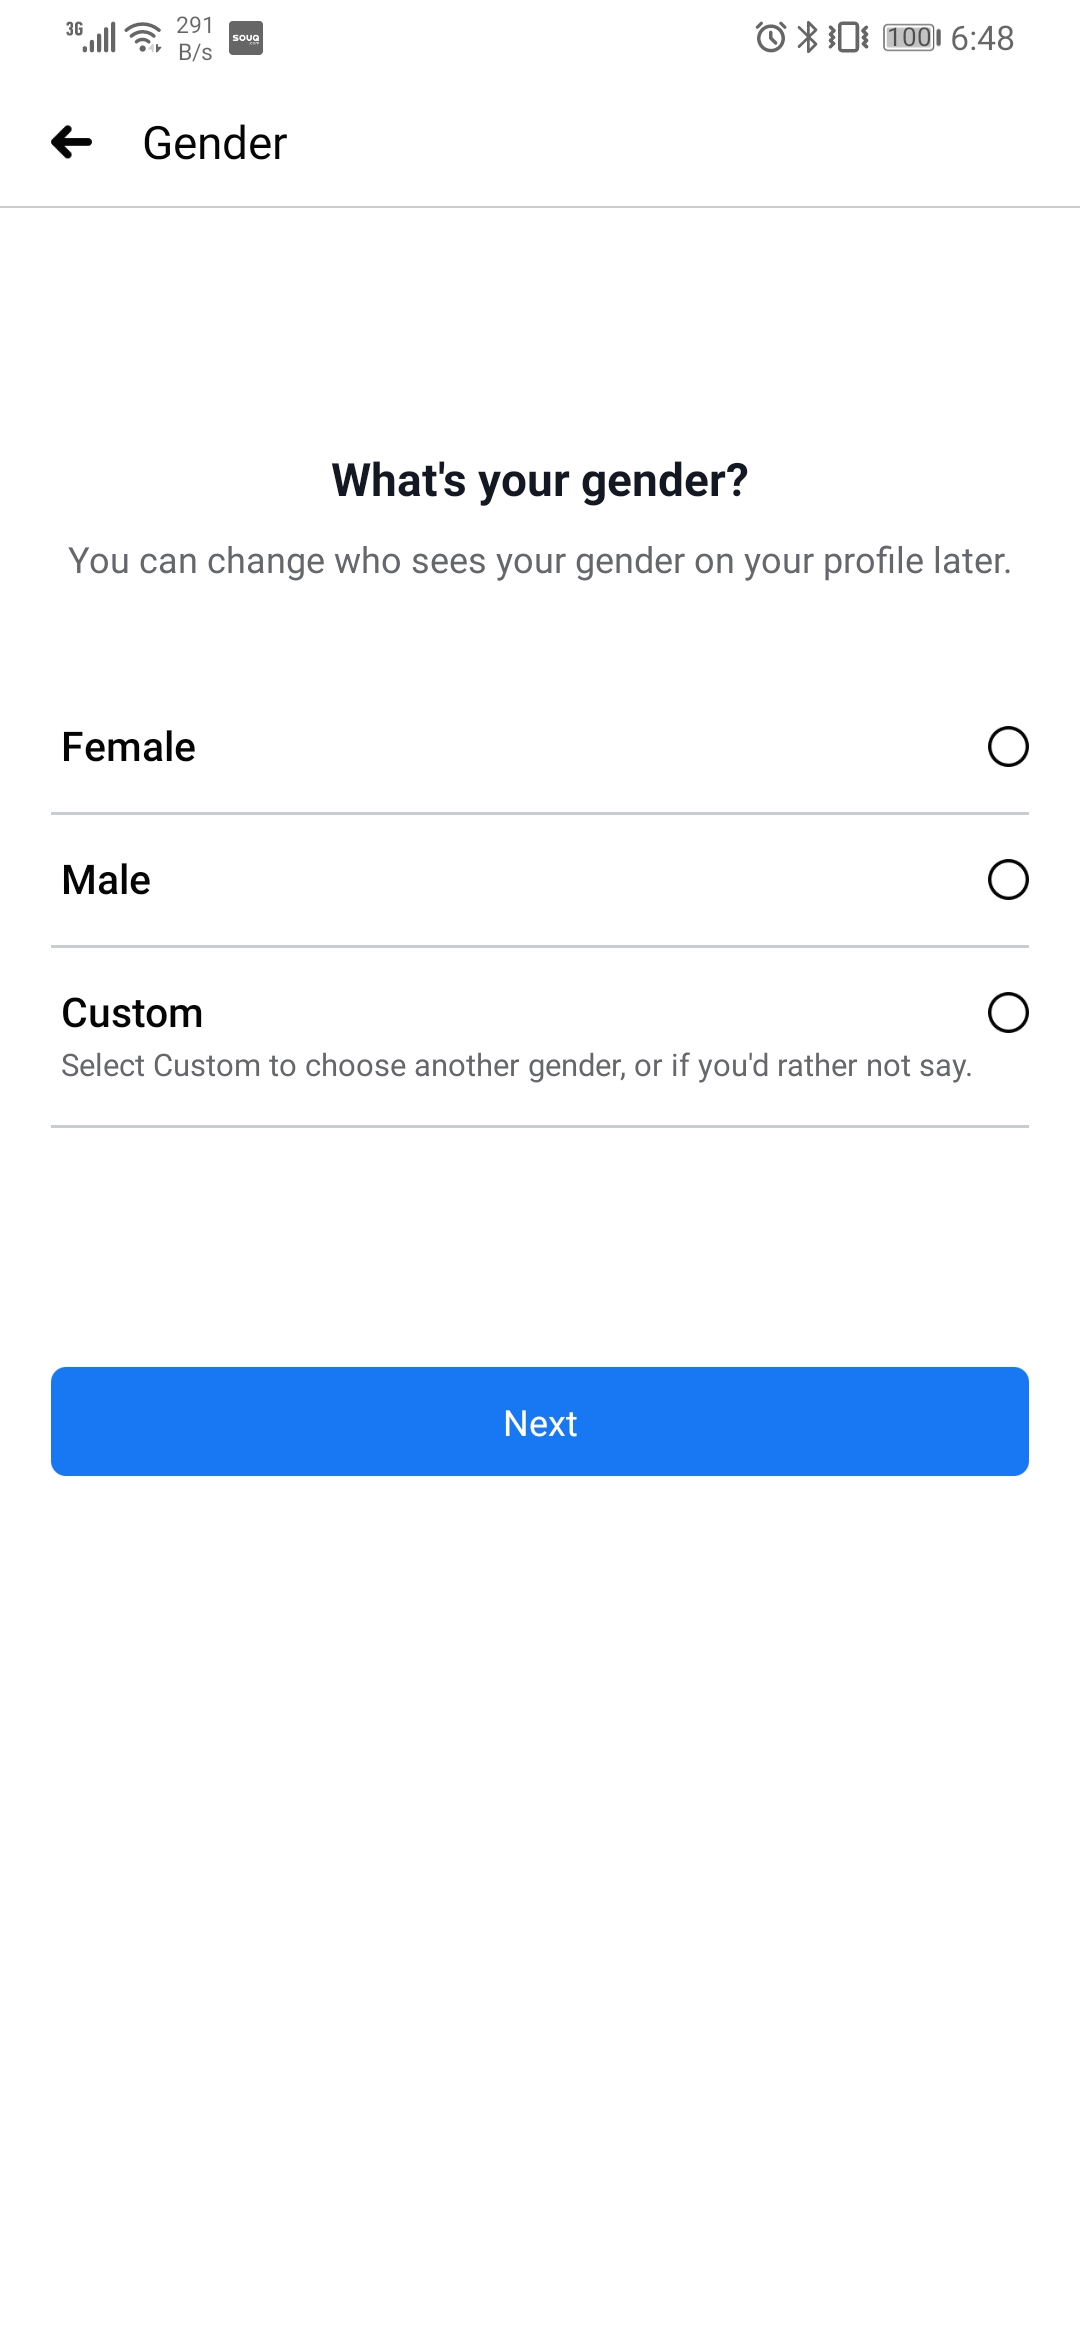 3G 291 B/s souq 100 6:48
Gender
What's your gender?
You can change who sees your gender on your profile later.
Female
Male
Custom
Select Custom to choose another gender, or if you'd rather not say.
Next